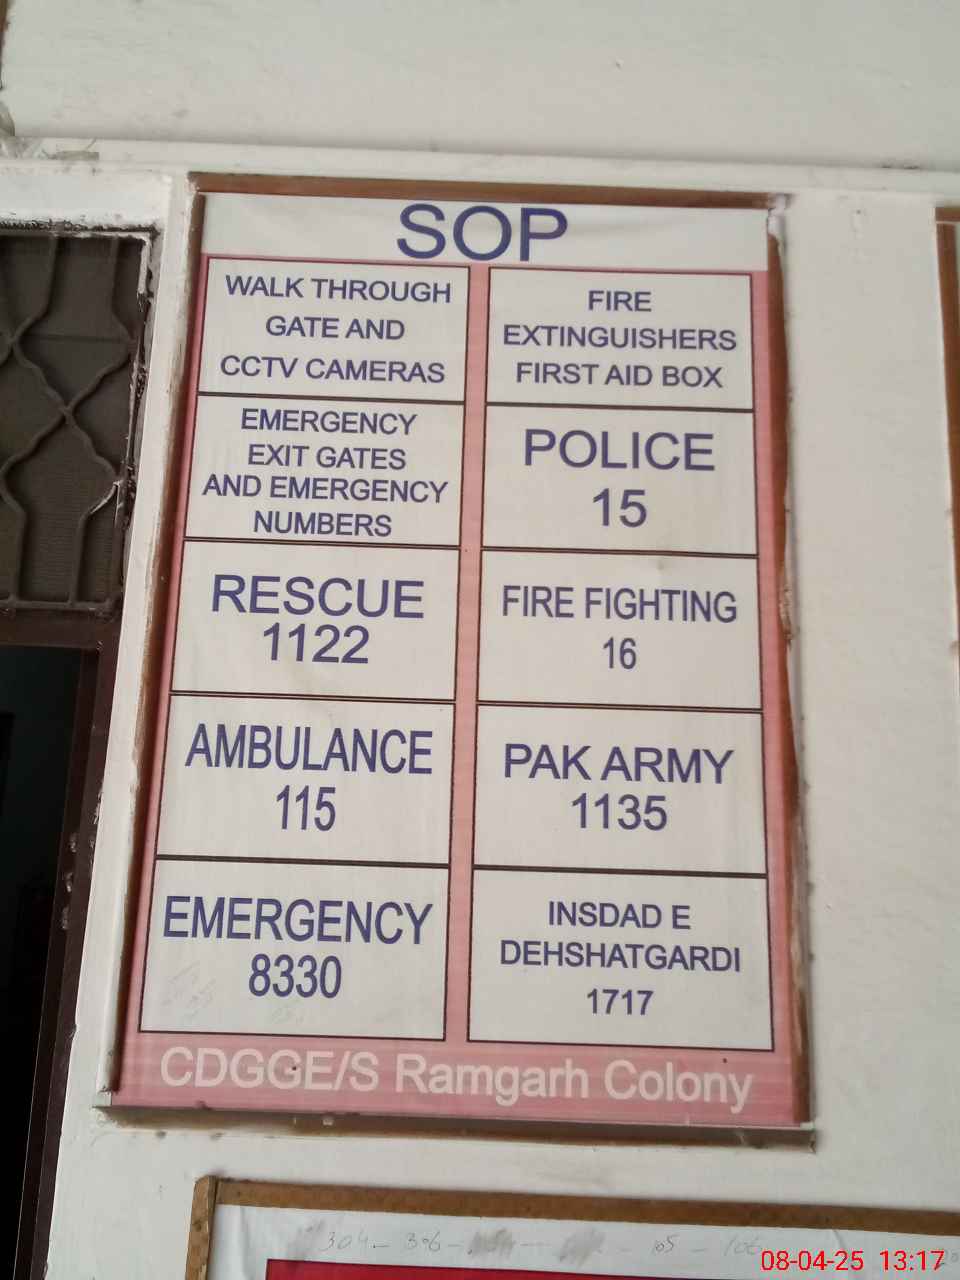 SOP
WALK THROUGH
GATE AND
CCTV CAMERAS
FIRE
EXTINGUISHERS
FIRST AID BOX
EMERGENCY
EXIT GATES
AND EMERGENCY
NUMBERS
POLICE
15
RESCUE
1122
FIRE FIGHTING
16
AMBULANCE
115
PAK ARMY
1135
EMERGENCY
8330
INSDAD E
DEHSHATGARDI
1717
CDGGE/S Ramgarh Colony
08-04-25 13:17